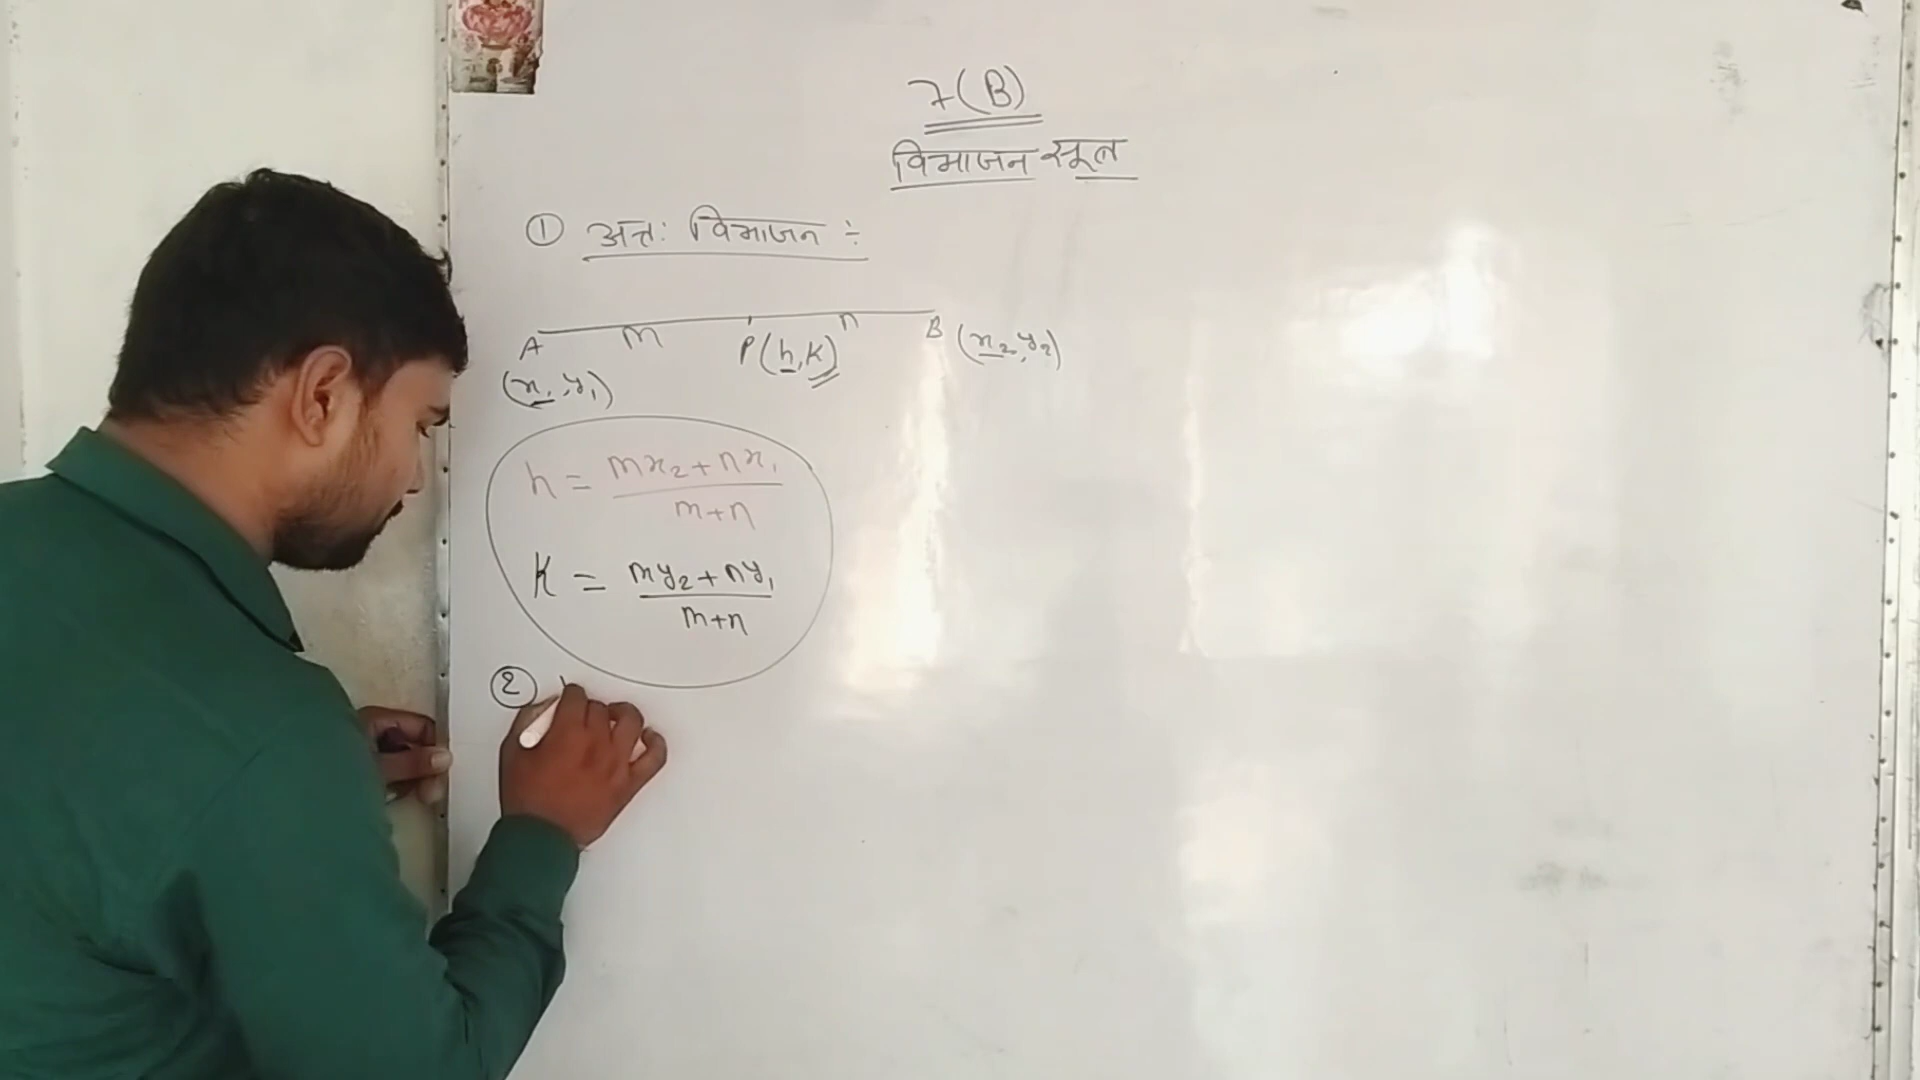 7(B)
विभाजन सूत्र
① अन्त: विभाजन ÷
m n
A P(h,K) B (x₂,y₂)
(x₁,y₁)
h = mx₂+nx₁
m+n
K = my₂+ny₁
m+n
②